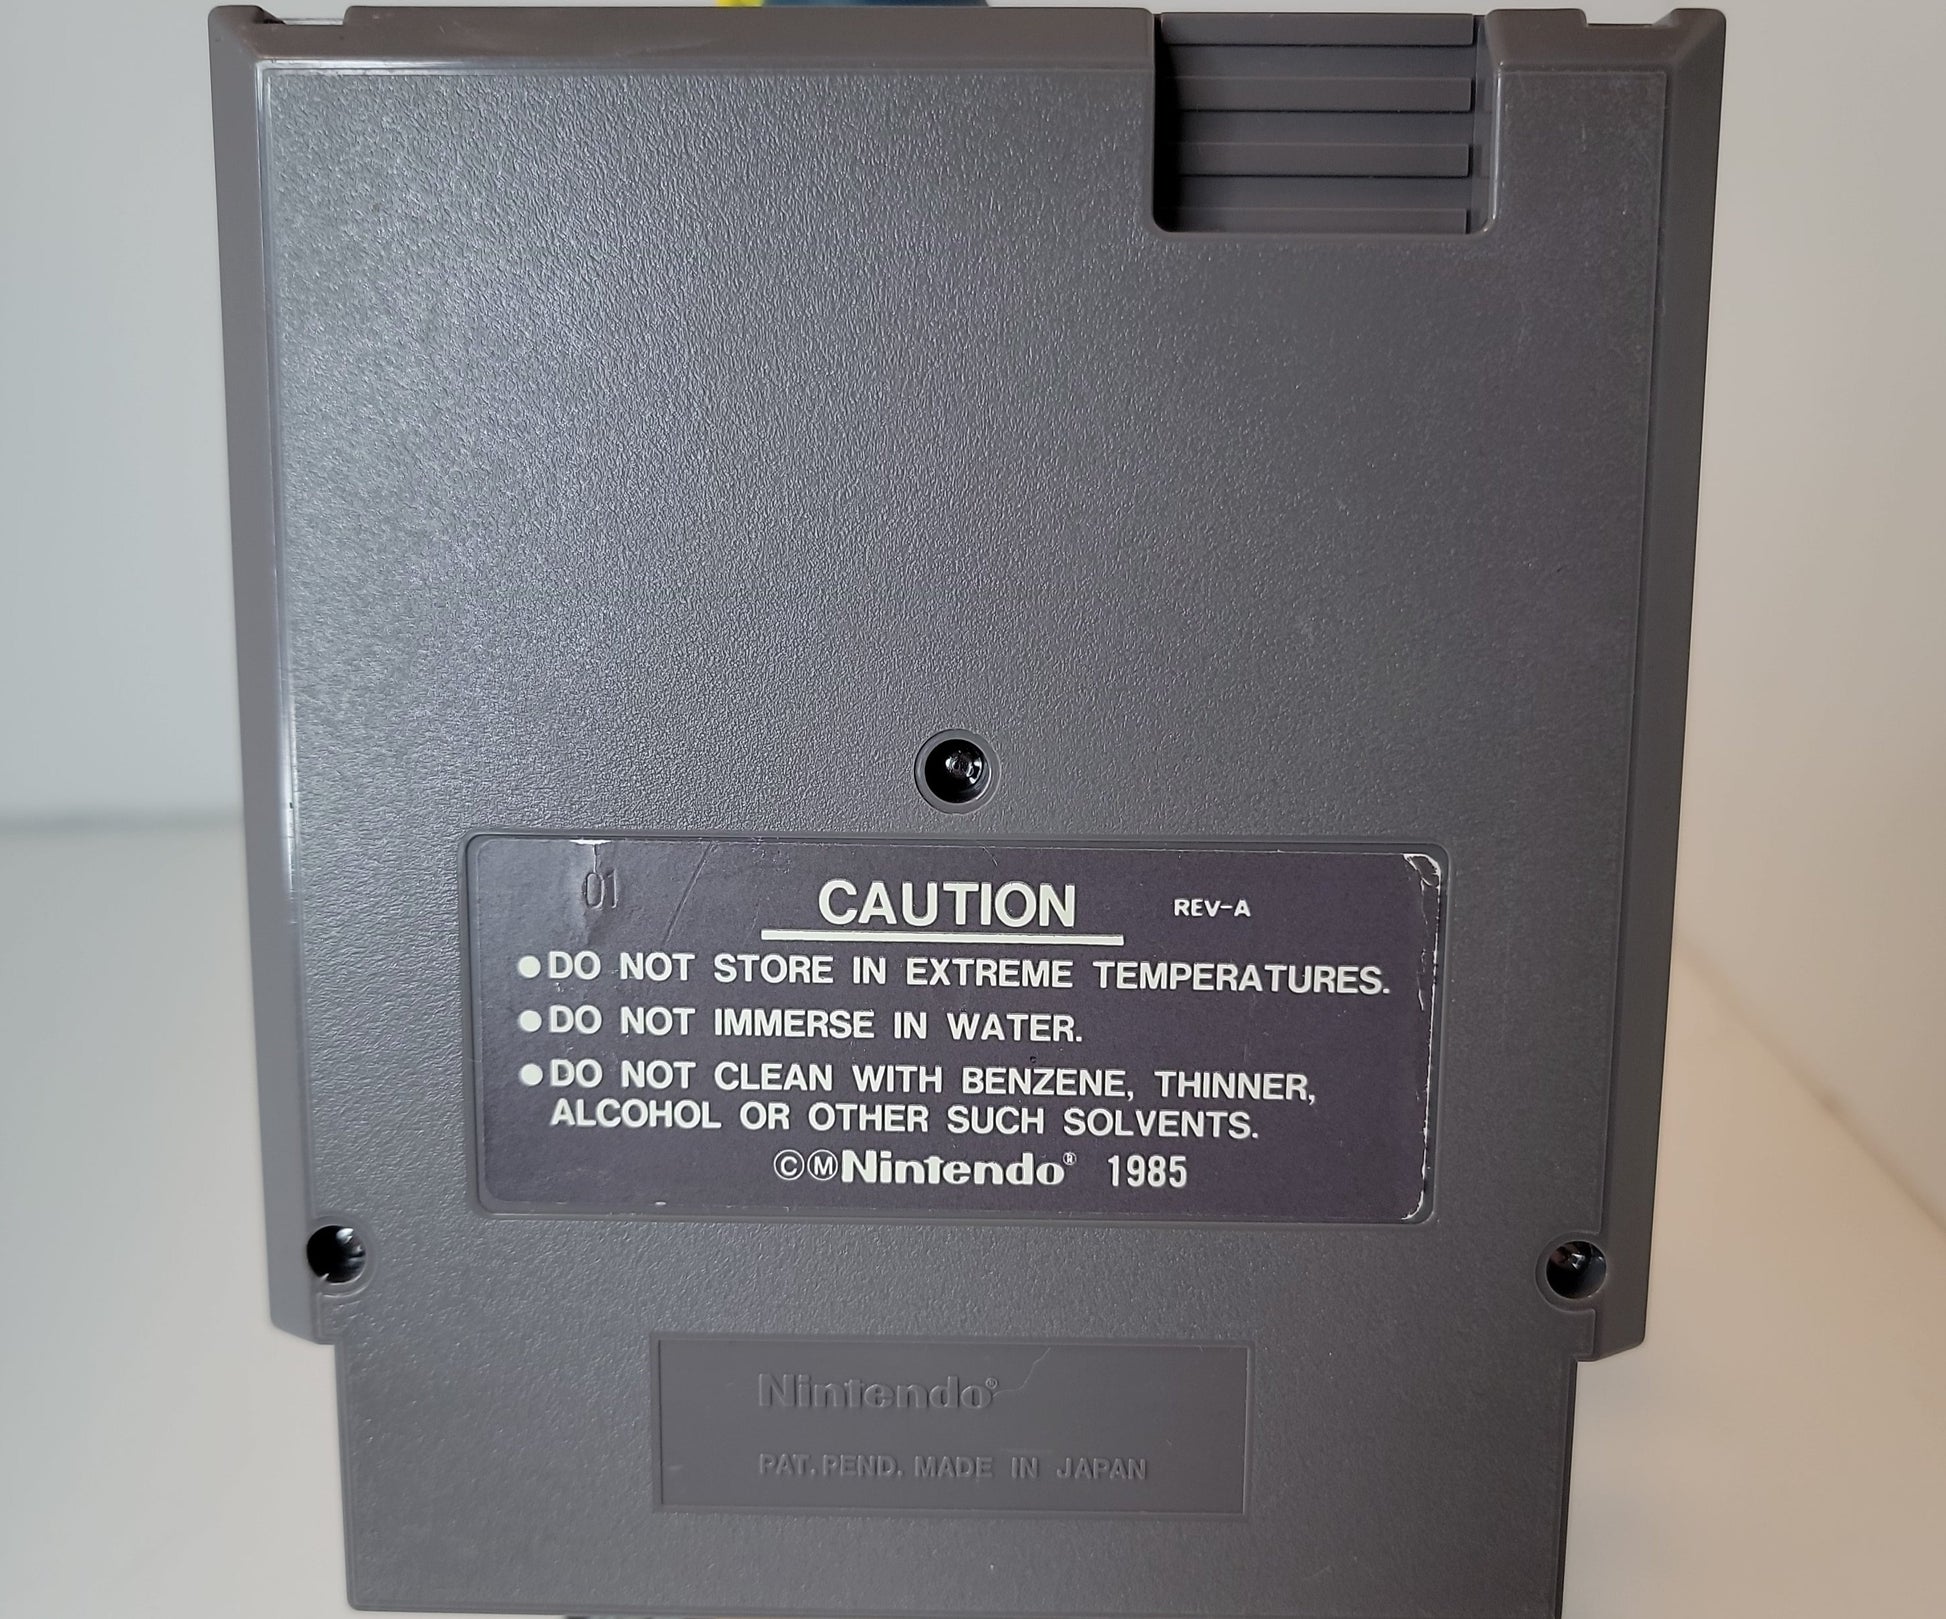 01
CAUTION REV-A
●DO NOT STORE IN EXTREME TEMPERATURES.
●DO NOT IMMERSE IN WATER.
●DO NOT CLEAN WITH BENZENE, THINNER,
ALCOHOL OR OTHER SUCH SOLVENTS.
ⒸⓂNintendo® 1985
Nintendo®
PAT. PEND. MADE IN JAPAN